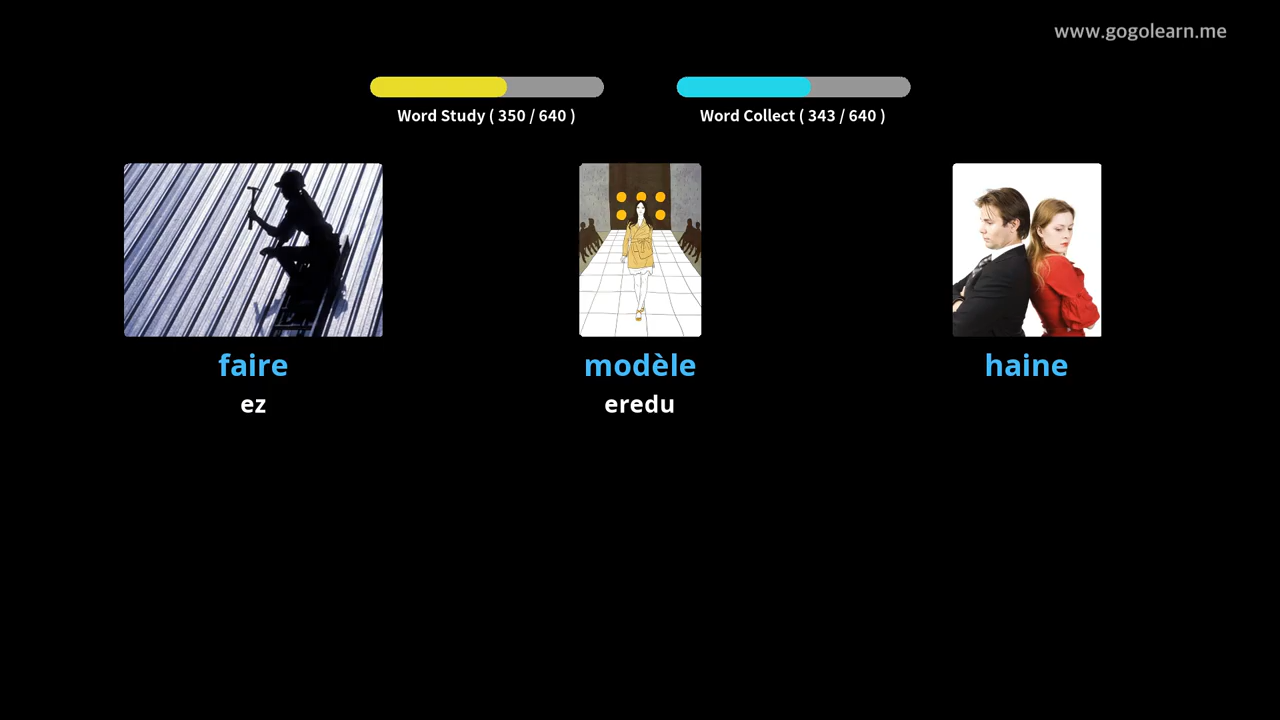 www.gogolearn.me
Word Study ( 350 / 640 )
Word Collect ( 343 / 640 )
faire
modèle
haine
ez
eredu